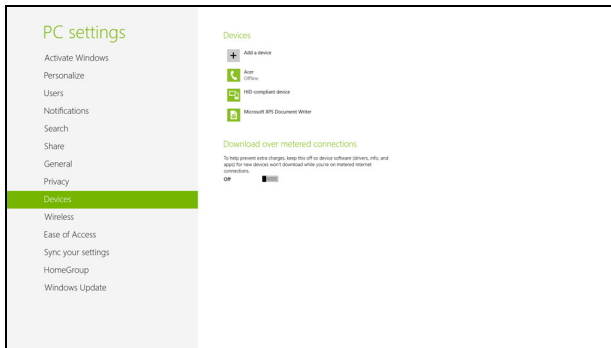 PC settings
Activate Windows
Personalize
Users
Notifications
Search
Share
General
Privacy
Devices
Wireless
Ease of Access
Sync your settings
HomeGroup
Windows Update
Devices
Add a device
Acer
Offline
HID-compliant device
Microsoft XPS Document Writer
Download over metered connections
To help prevent extra charges, keep this off so device software (drivers, info, and
apps) for new devices won't download while you're on metered Internet
connections.
Off